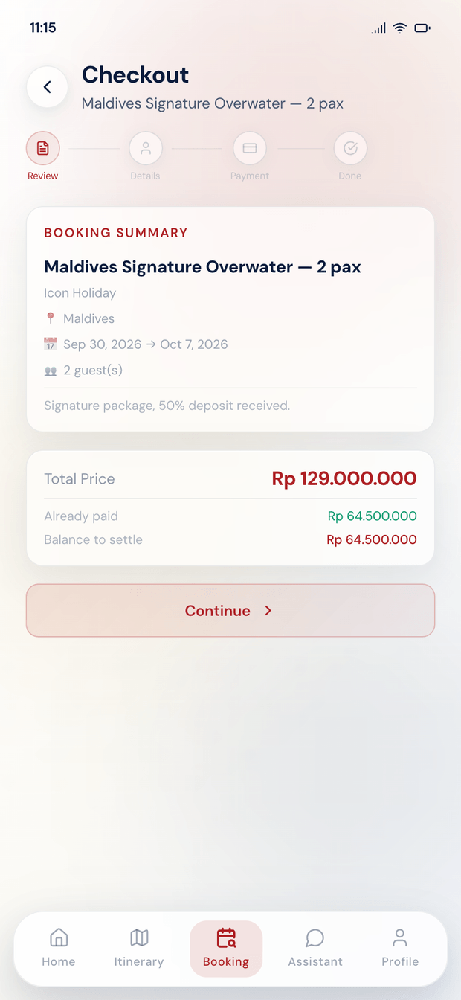 11:15
Checkout
Maldives Signature Overwater — 2 pax
Review
Details
Payment
Done
BOOKING SUMMARY
Maldives Signature Overwater — 2 pax
Icon Holiday
📍 Maldives
📅 Sep 30, 2026 → Oct 7, 2026
👥 2 guest(s)
Signature package, 50% deposit received.
Total Price Rp 129.000.000
Already paid Rp 64.500.000
Balance to settle Rp 64.500.000
Continue
Home
Itinerary
Booking
Assistant
Profile